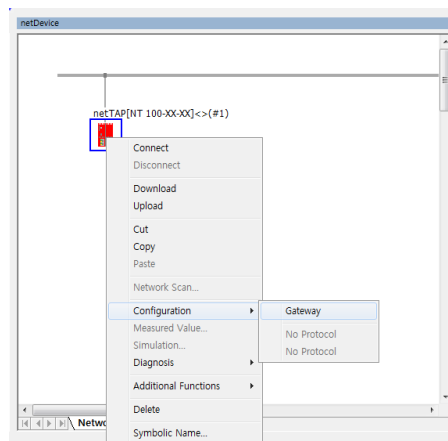 netDevice
netTAP[NT 100-XX-XX]<>(#1)
Connect
Disconnect
Download
Upload
Cut
Copy
Paste
Network Scan...
Configuration
Gateway
Measured Value...
No Protocol
Simulation...
No Protocol
Diagnosis
Additional Functions
Delete
Netwo
Symbolic Name...